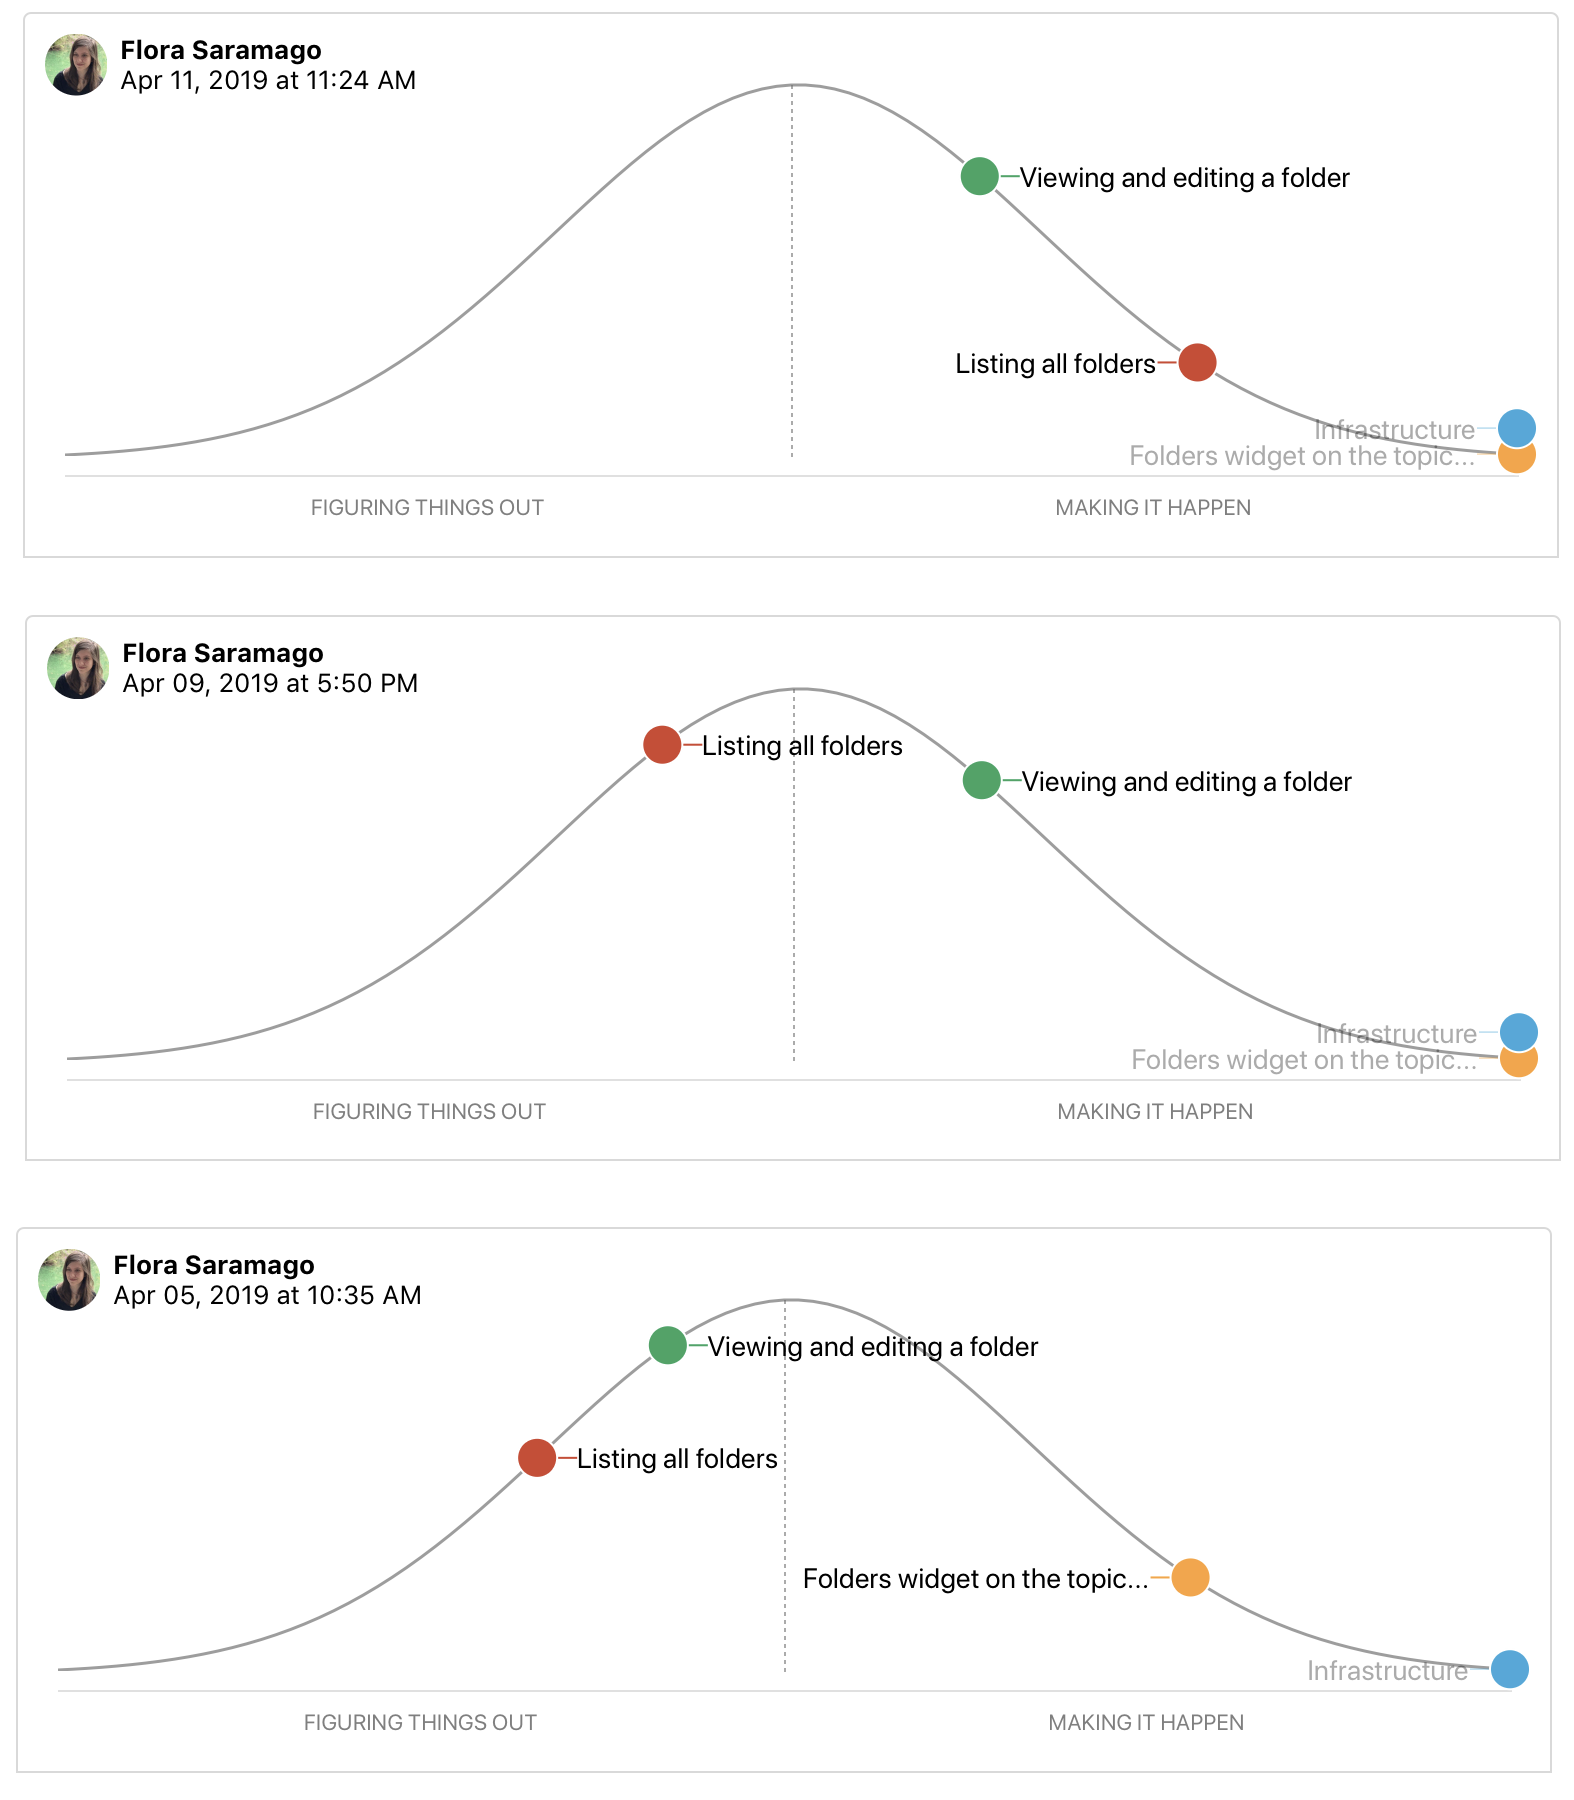 Flora Saramago
Apr 11, 2019 at 11:24 AM
Viewing and editing a folder
Listing all folders
Infrastructure
Folders widget on the topic...
FIGURING THINGS OUT
MAKING IT HAPPEN
Flora Saramago
Apr 09, 2019 at 5:50 PM
Listing all folders
Viewing and editing a folder
Infrastructure
Folders widget on the topic...
FIGURING THINGS OUT
MAKING IT HAPPEN
Flora Saramago
Apr 05, 2019 at 10:35 AM
Viewing and editing a folder
Listing all folders
Folders widget on the topic...
Infrastructure
FIGURING THINGS OUT
MAKING IT HAPPEN